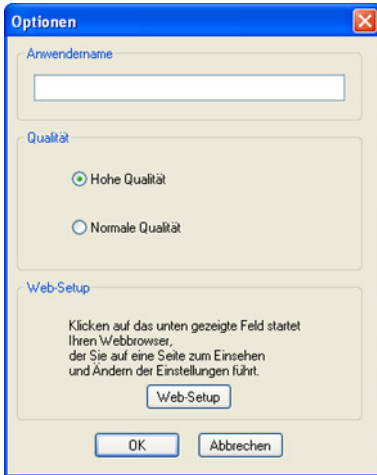 Optionen
Anwendername
Qualität
Hohe Qualität
Normale Qualität
Web-Setup
Klicken auf das unten gezeigte Feld startet
Ihren Webbrowser,
der Sie auf eine Seite zum Einsehen
und Ändern der Einstellungen führt.
Web-Setup
OK Abbrechen